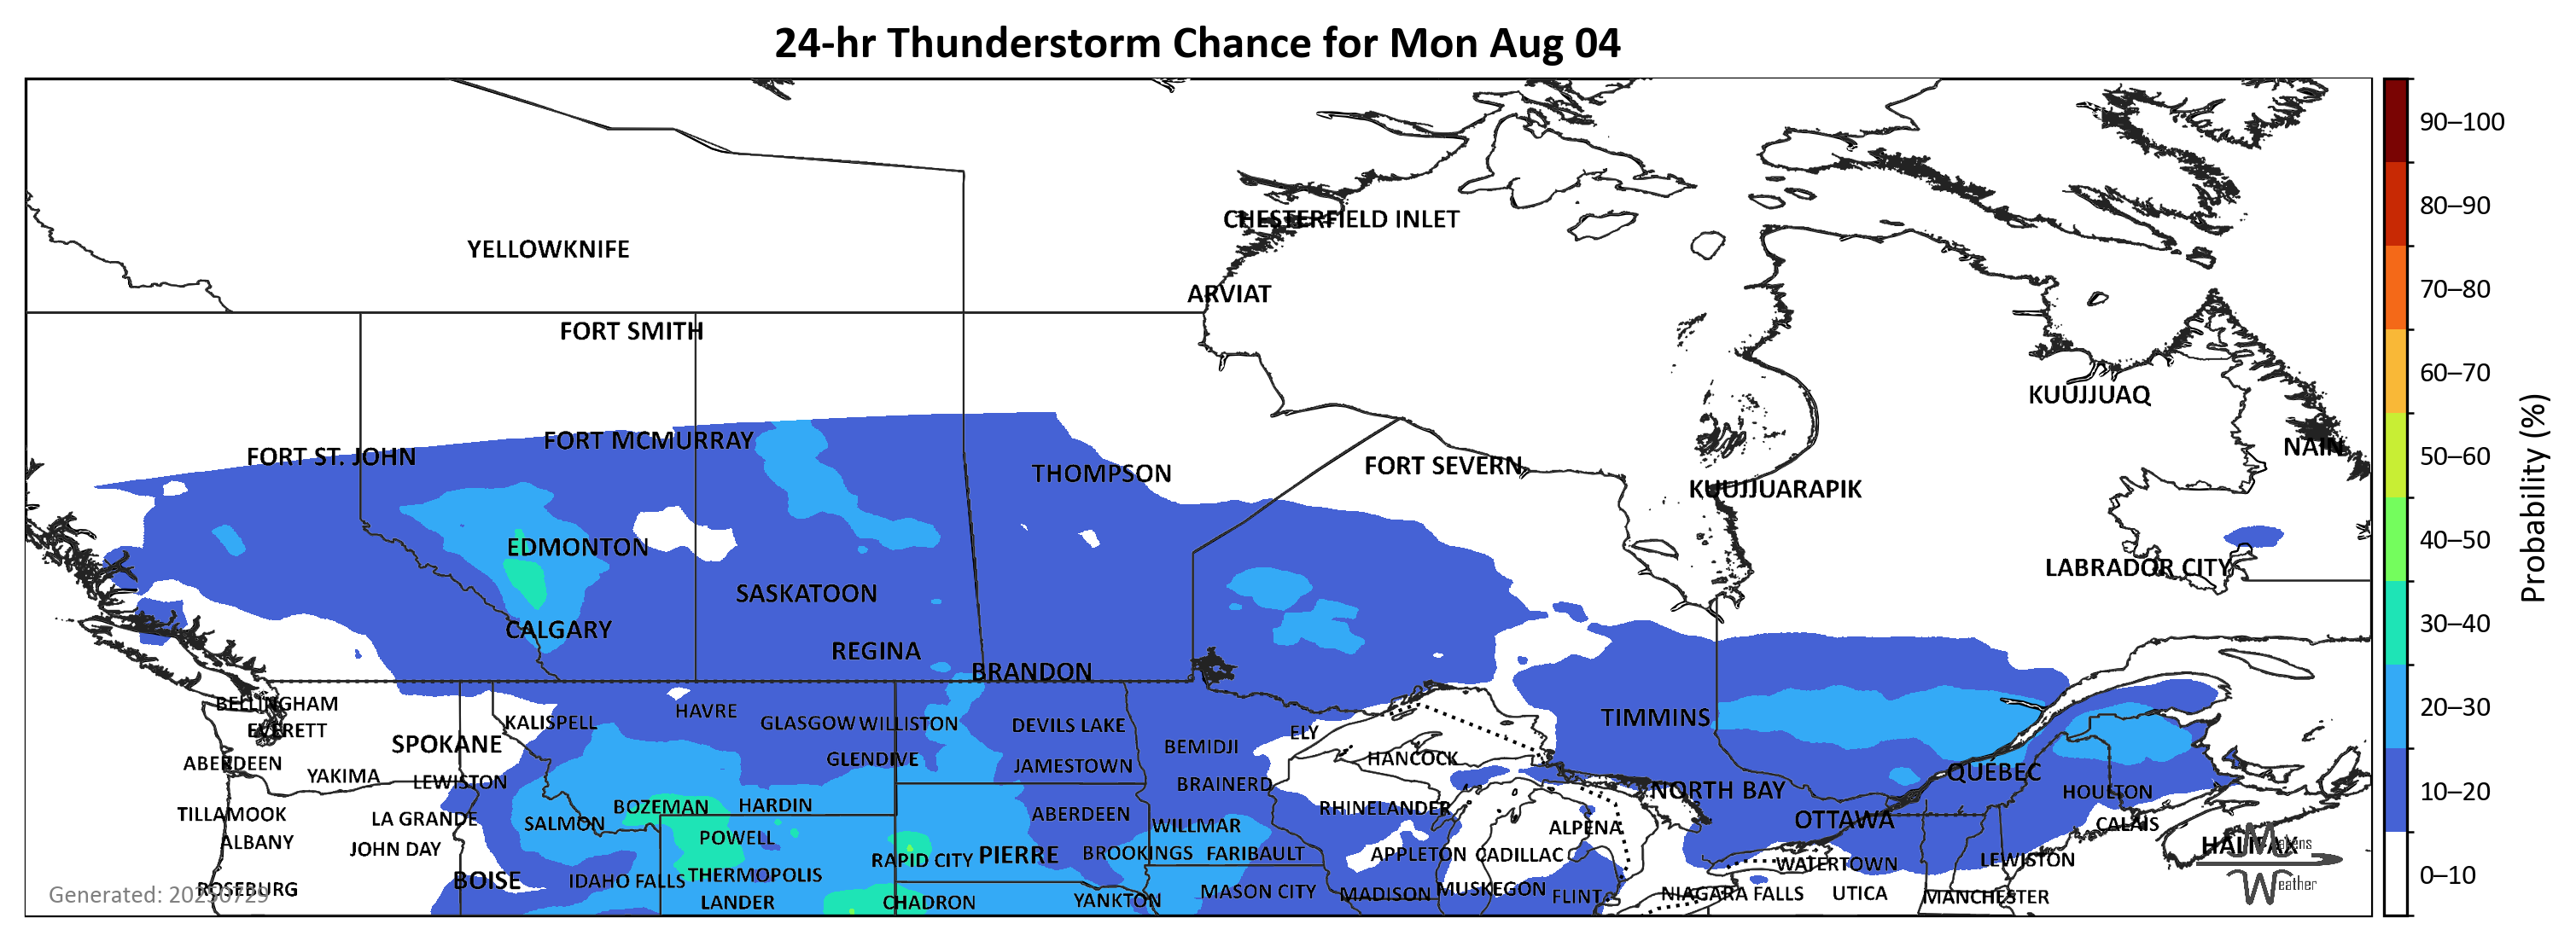 24-hr Thunderstorm Chance for Mon Aug 04
90–100
80–90
70–80
60–70
50–60
40–50
30–40
20–30
10–20
0–10
Probability (%)
CHESTERFIELD INLET
YELLOWKNIFE
ARVIAT
FORT SMITH
KUUJJUAQ
FORT MCMURRAY
NAIN
FORT ST. JOHN
FORT SEVERN
THOMPSON
KUUJJUARAPIK
EDMONTON
LABRADOR CITY
SASKATOON
CALGARY
REGINA
BRANDON
BELLINGHAM
HAVRE
KALISPELL
GLASGOW
WILLISTON
DEVILS LAKE
TIMMINS
EVERETT
ELY
SPOKANE
BEMIDJI
ABERDEEN
GLENDIVE
HANCOCK
JAMESTOWN
QUÉBEC
YAKIMA
LEWISTON
BRAINERD
NORTH BAY
HOULTON
BOZEMAN
HARDIN
RHINELANDER
TILLAMOOK
LA GRANDE
SALMON
ABERDEEN
WILLMAR
ALPENA
OTTAWA
CALAIS
POWELL
ALBANY
JOHN DAY
HALIFAX
BROOKINGS
FARIBAULT
APPLETON
CADILLAC
RAPID CITY
PIERRE
WATERTOWN
LEWISTON
BOISE
IDAHO FALLS
THERMOPOLIS
ROSEBURG
MASON CITY
MADISON
MUSKEGON
FLINT
NIAGARA FALLS
UTICA
MANCHESTER
LANDER
CHADRON
YANKTON
Generated: 20250729
Makens
Weather